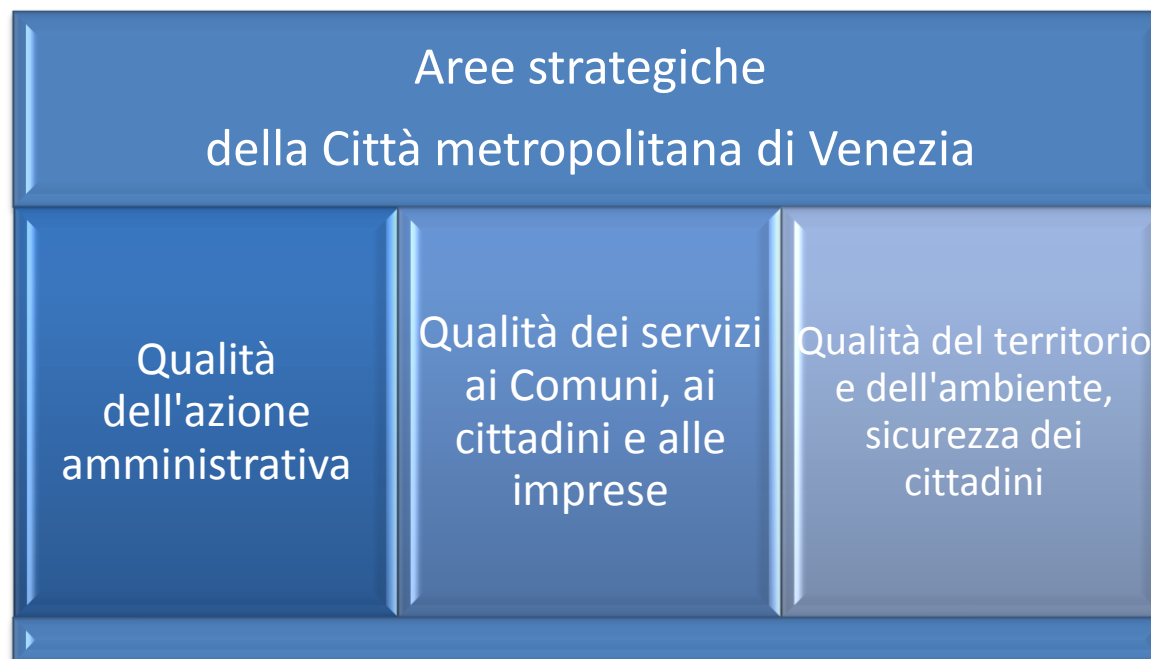 Aree strategiche
della Città metropolitana di Venezia
Qualità
dell'azione
amministrativa
Qualità dei servizi
ai Comuni, ai
cittadini e alle
imprese
Qualità del territorio
e dell'ambiente,
sicurezza dei
cittadini